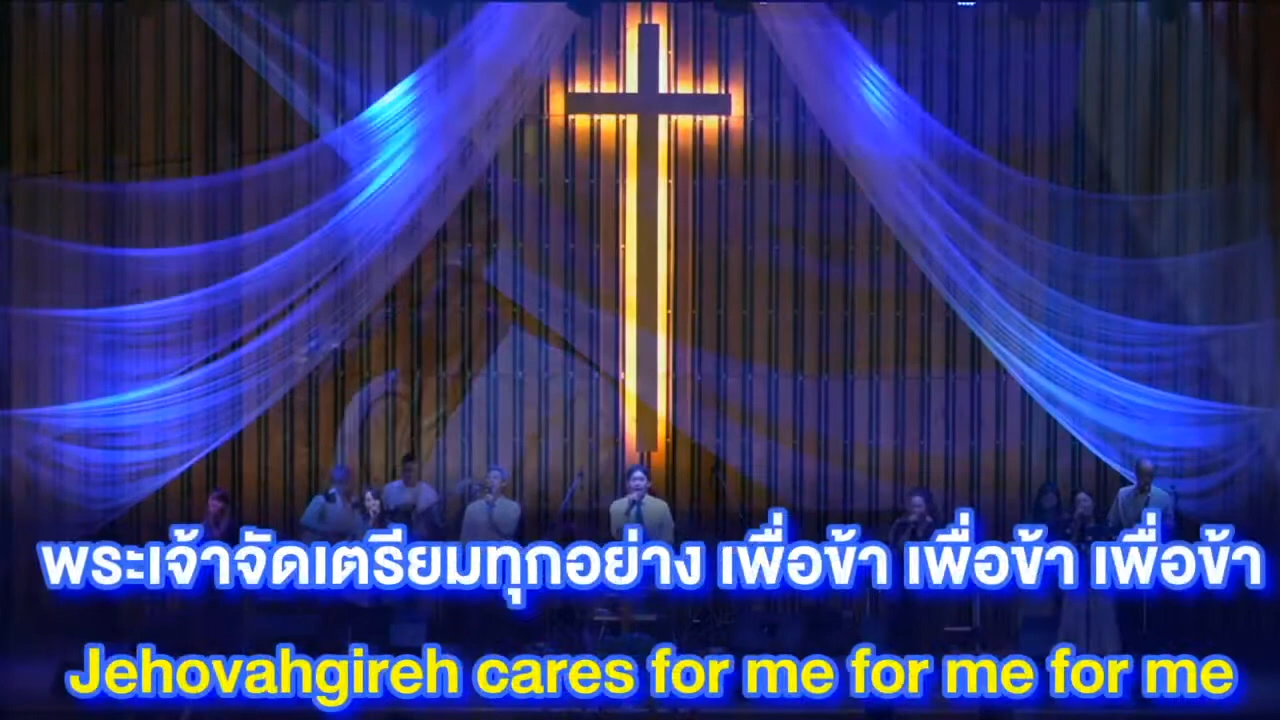 พระเจ้าจัดเตรียมทุกอย่าง เพื่อข้า เพื่อข้า เพื่อข้า
Jehovahgireh cares for me for me for me